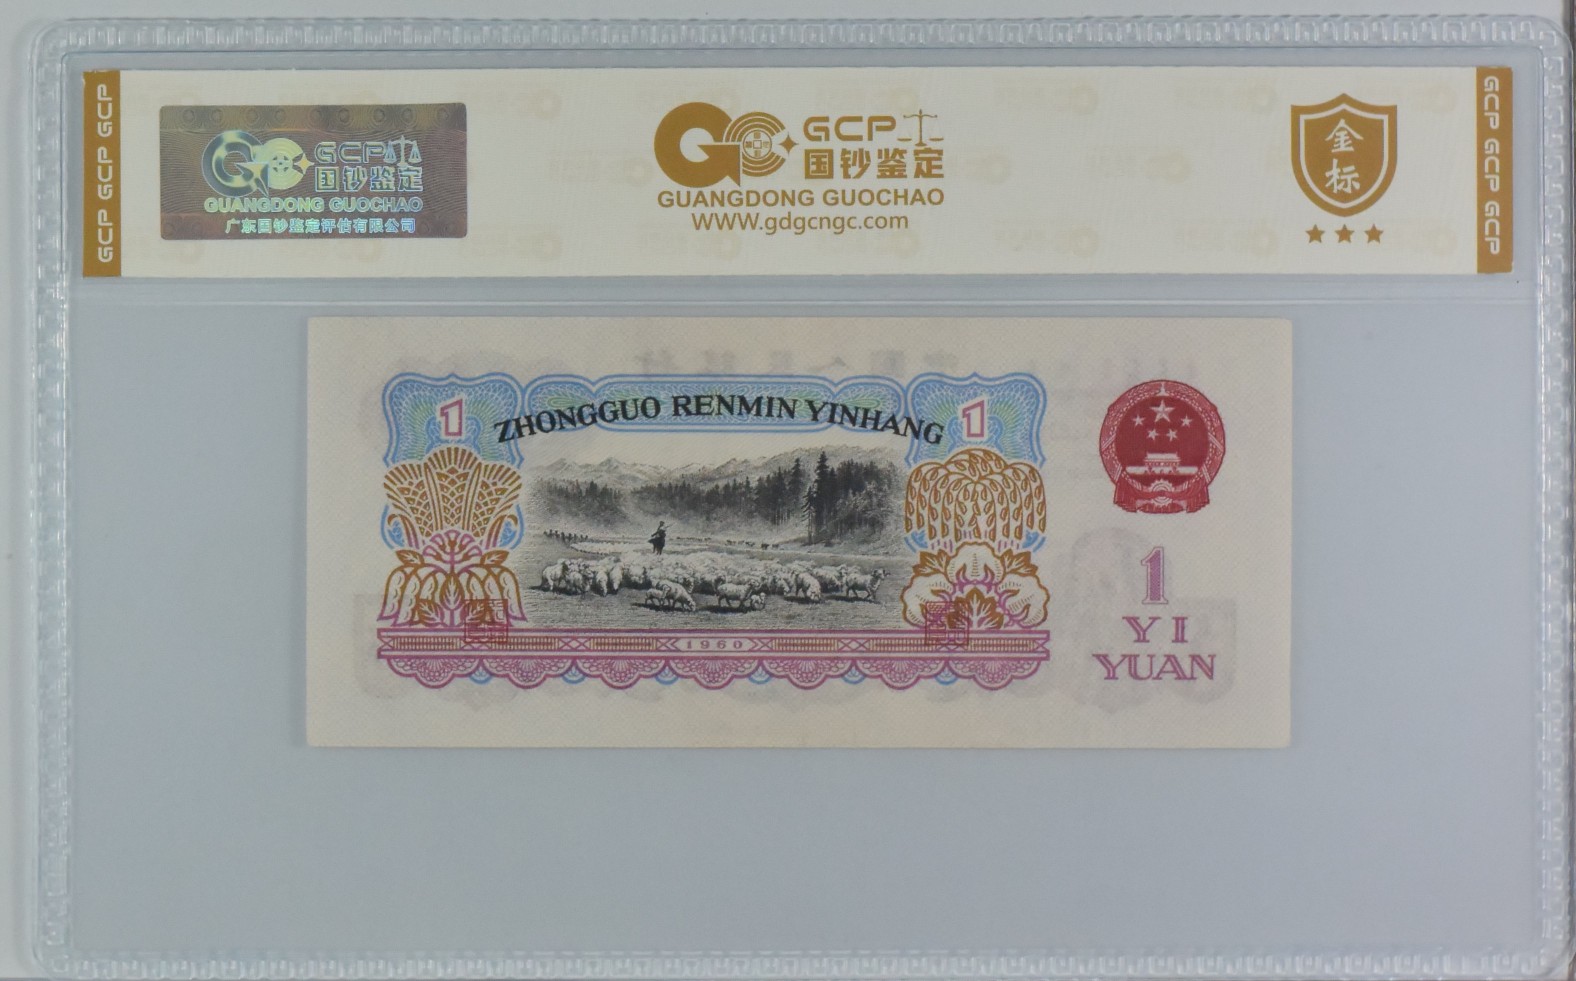 GCP GCP GCP
GCP
国钞鉴定
GUANGDONG GUOCHAO
广东国钞鉴定评估有限公司
GCP
国钞鉴定
GUANGDONG GUOCHAO
WWW.gdgcngc.com
金
标
GCP GCP GCP
1
ZHONGGUO RENMIN YINHANG
1
1960
1
YI
YUAN